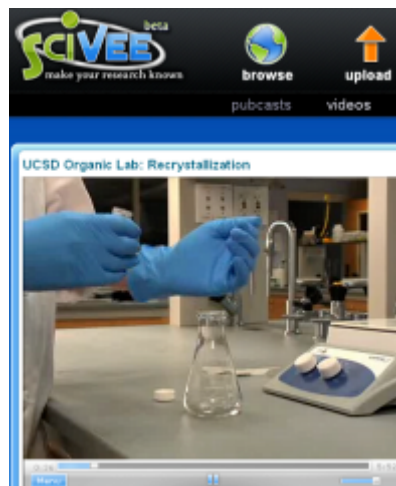 SciVee
beta
make your research known
browse
upload
pubcasts
videos
UCSD Organic Lab: Recrystallization
Menu